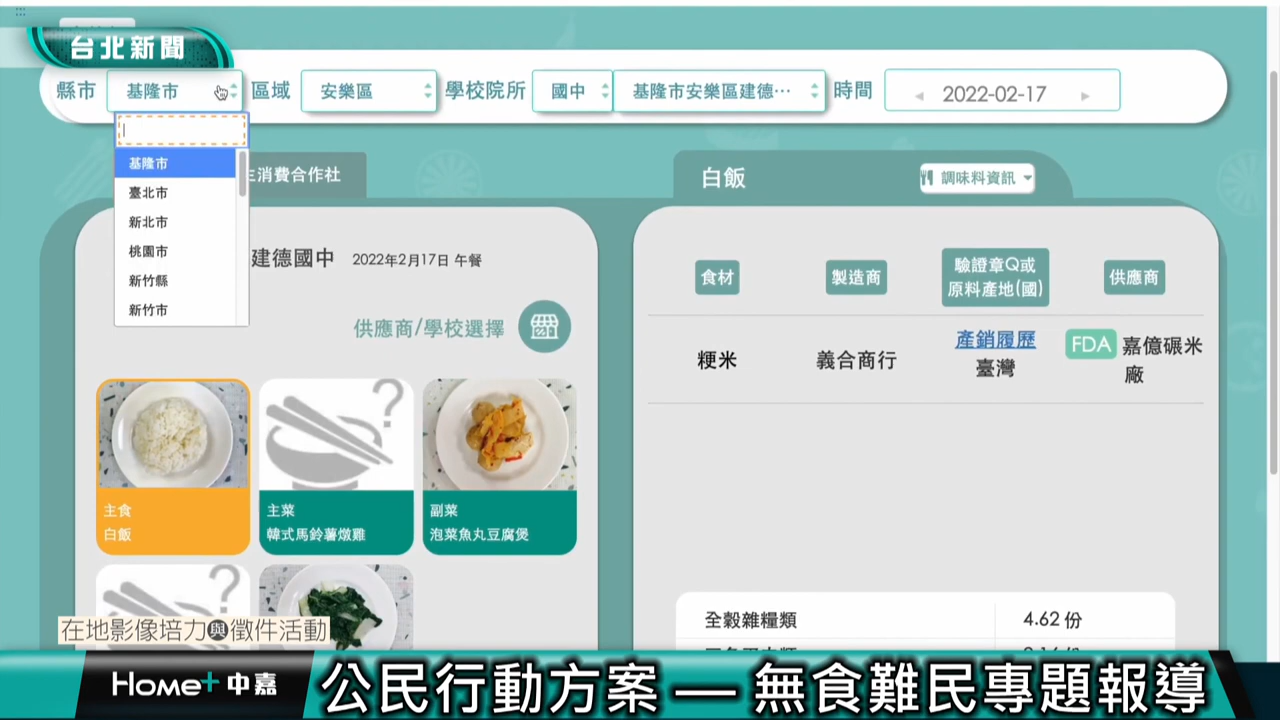 台北新聞
縣市 基隆市 區域 安樂區 學校院所 國中 基隆市安樂區建德⋯ 時間 2022-02-17
基隆市
臺北市
新北市
桃園市
新竹縣
新竹市
消費合作社
建德國中 2022年2月17日 午餐
供應商/學校選擇
主食
白飯
主菜
韓式馬鈴薯燉雞
副菜
泡菜魚丸豆腐煲
白飯 調味料資訊
食材 製造商 驗證章Q或
原料產地(國) 供應商
粳米 義合商行 產銷履歷
臺灣 FDA 嘉億碾米
廠
全穀雜糧類 4.62 份
在地影像培力與徵件活動
Home+ 中嘉
公民行動方案 — 無食難民專題報導